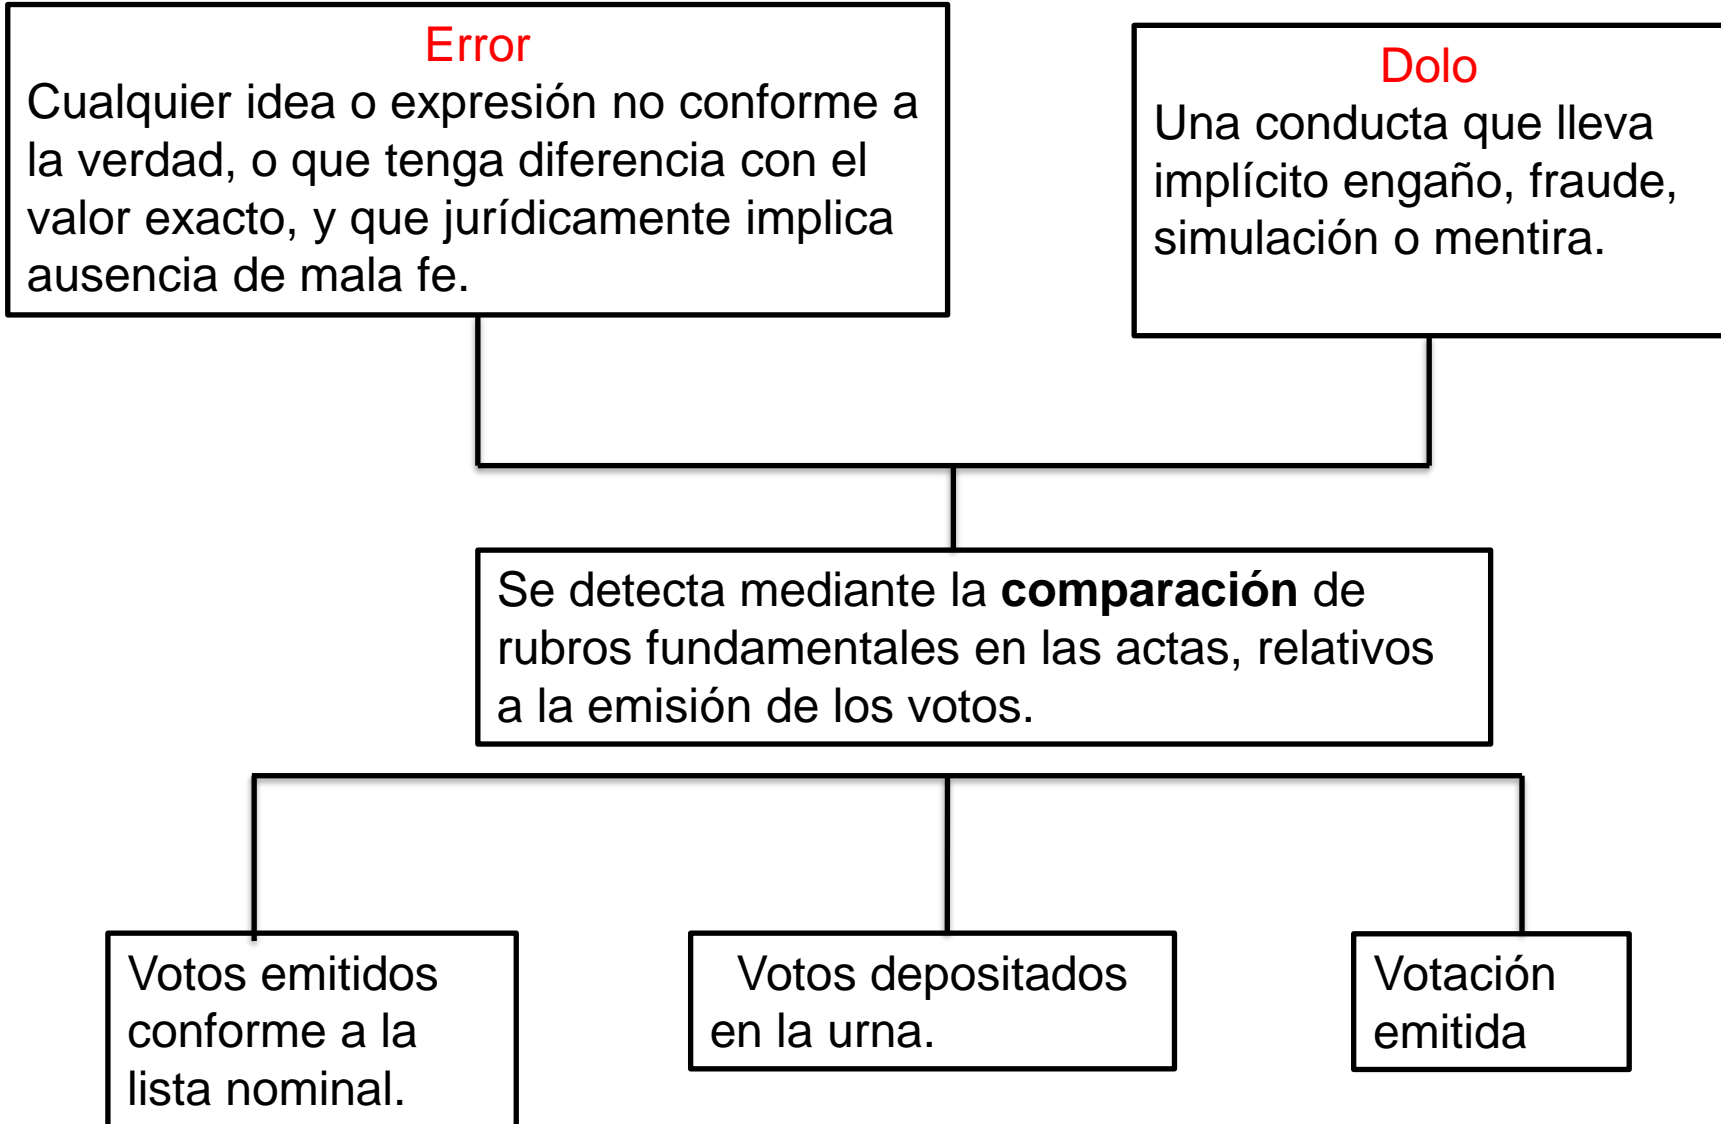 Error
Cualquier idea o expresión no conforme a
la verdad, o que tenga diferencia con el
valor exacto, y que jurídicamente implica
ausencia de mala fe.
Dolo
Una conducta que lleva
implícito engaño, fraude,
simulación o mentira.
Se detecta mediante la comparación de
rubros fundamentales en las actas, relativos
a la emisión de los votos.
Votos emitidos
conforme a la
lista nominal.
Votos depositados
en la urna.
Votación
emitida